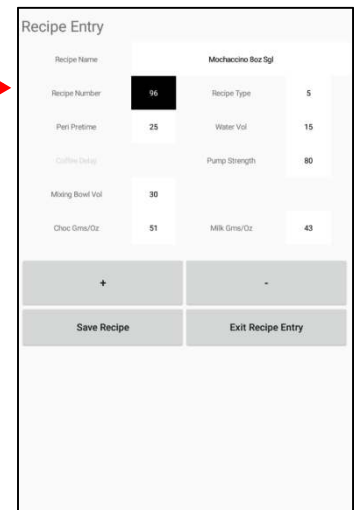 Recipe Entry
Recipe Name Mochaccino 8oz Sgl
Recipe Number 96 Recipe Type 5
Peri Pretime 25 Water Vol 15
Coffee Delay Pump Strength 80
Mixing Bowl Vol 30
Choc Gms/Oz 51 Milk Gms/Oz 43
+ -
Save Recipe Exit Recipe Entry